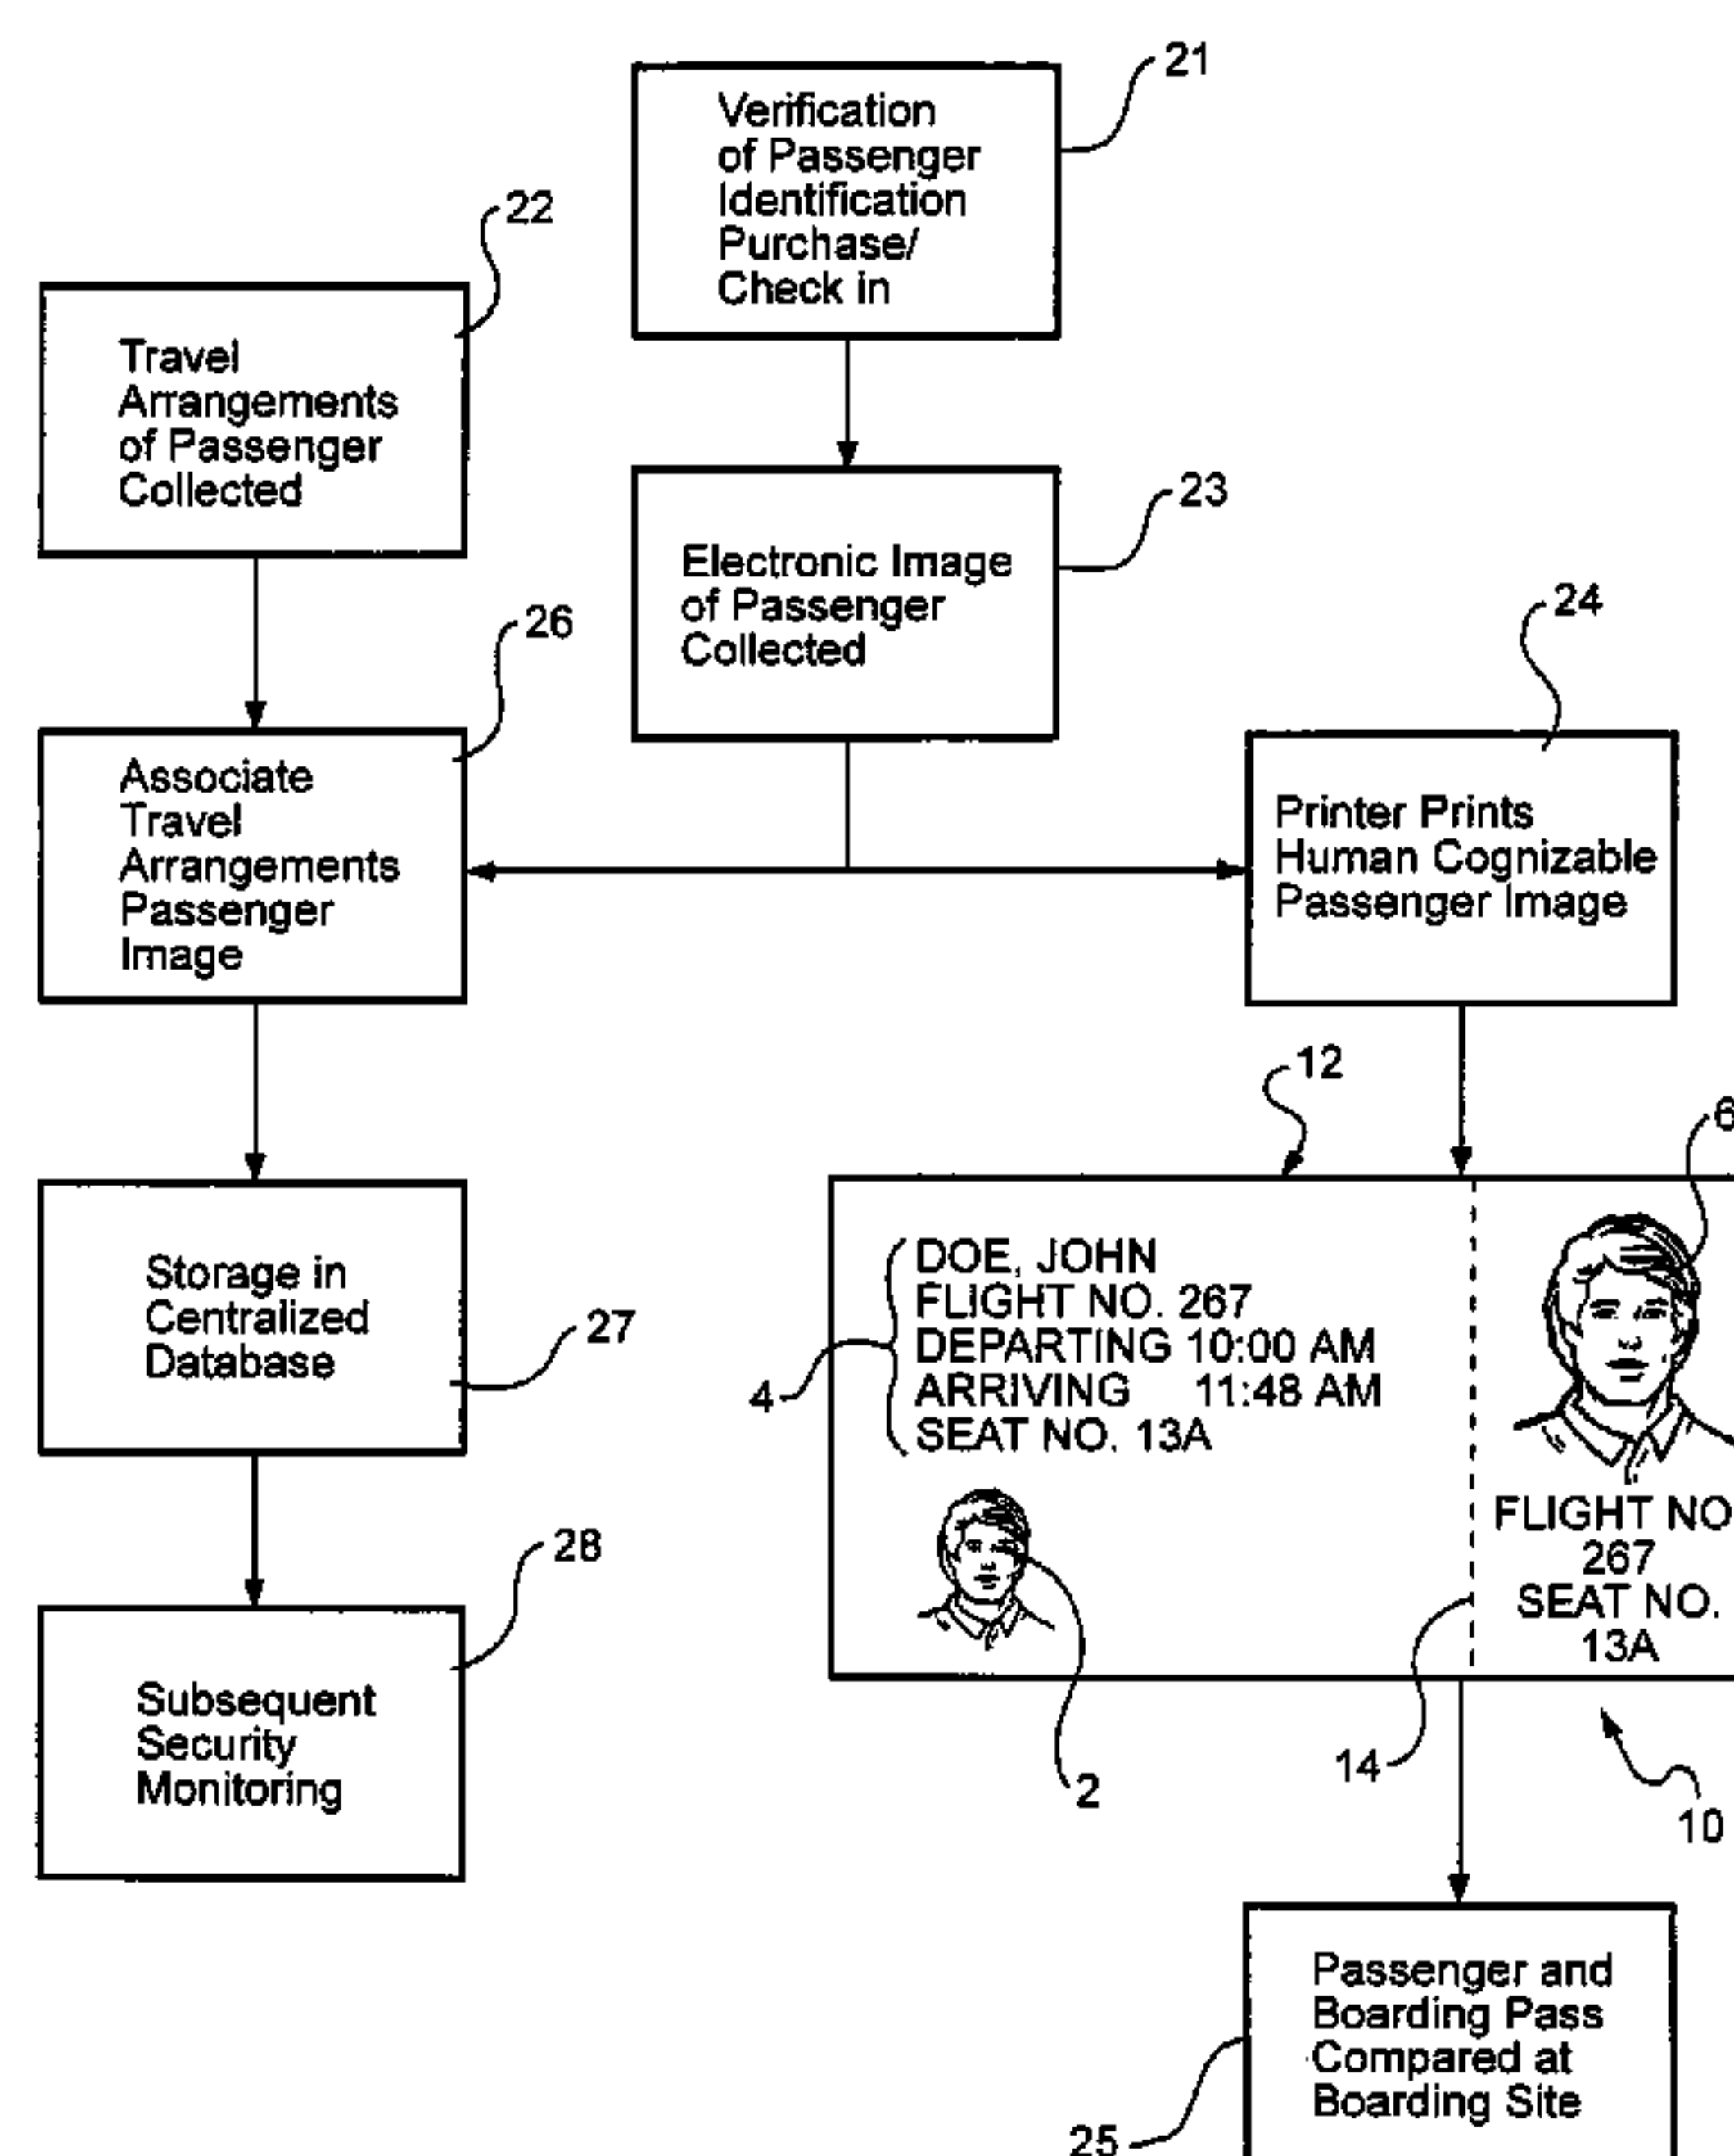 21
Verification
of Passenger
Identification
Purchase/
Check in
22
Travel
Arrangements
of Passenger
Collected
23
Electronic Image
of Passenger
Collected
26
Associate
Travel
Arrangements
Passenger
Image
24
Printer Prints
Human Cognizable
Passenger Image
12
6
27
Storage in
Centralized
Database
4
DOE, JOHN
FLIGHT NO. 267
DEPARTING 10:00 AM
ARRIVING 11:48 AM
SEAT NO. 13A
FLIGHT NO
267
SEAT NO.
13A
28
Subsequent
Security
Monitoring
2
14
10
Passenger and
Boarding Pass
Compared at
Boarding Site
25